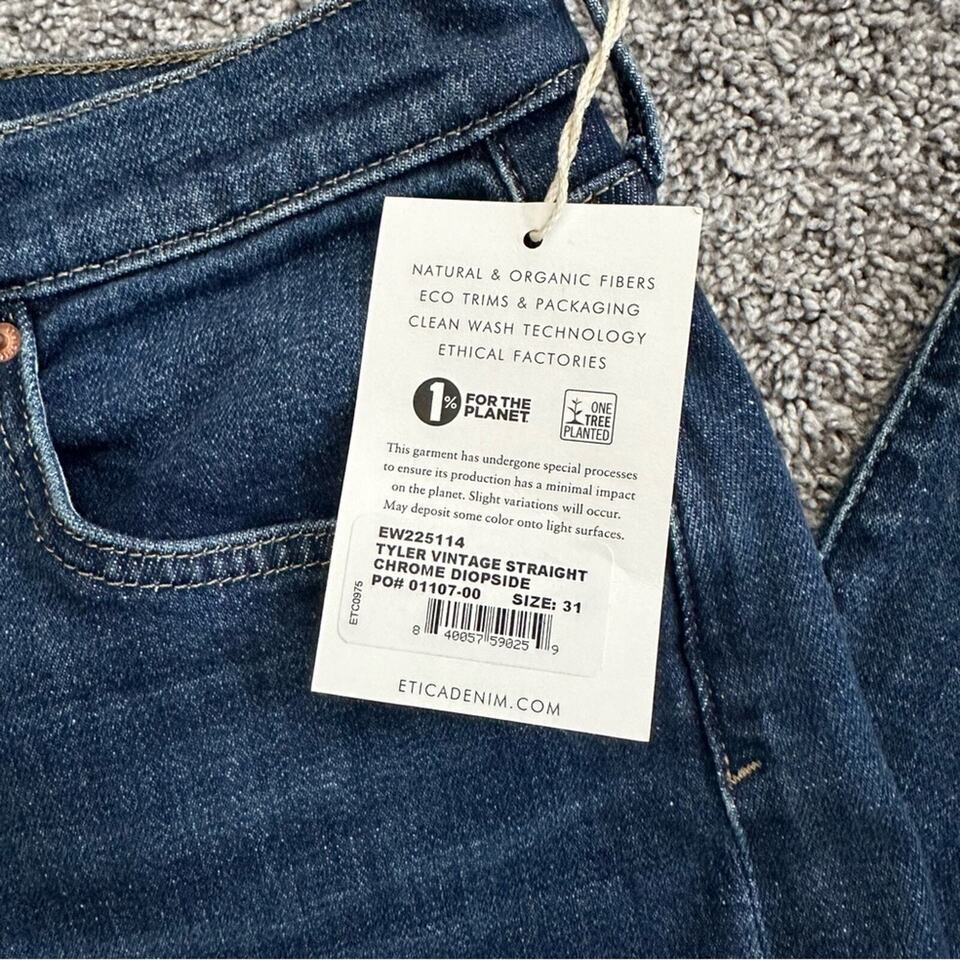 NATURAL & ORGANIC FIBERS
ECO TRIMS & PACKAGING
CLEAN WASH TECHNOLOGY
ETHICAL FACTORIES
1% FOR THE
PLANET
ONE
TREE
PLANTED
This garment has undergone special processes
to ensure its production has a minimal impact
on the planet. Slight variations will occur.
May deposit some color onto light surfaces.
EW225114
TYLER VINTAGE STRAIGHT
CHROME DIOPSIDE
PO# 01107-00 SIZE: 31
ETC0975
8 40057 59025 9
ETICADENIM.COM